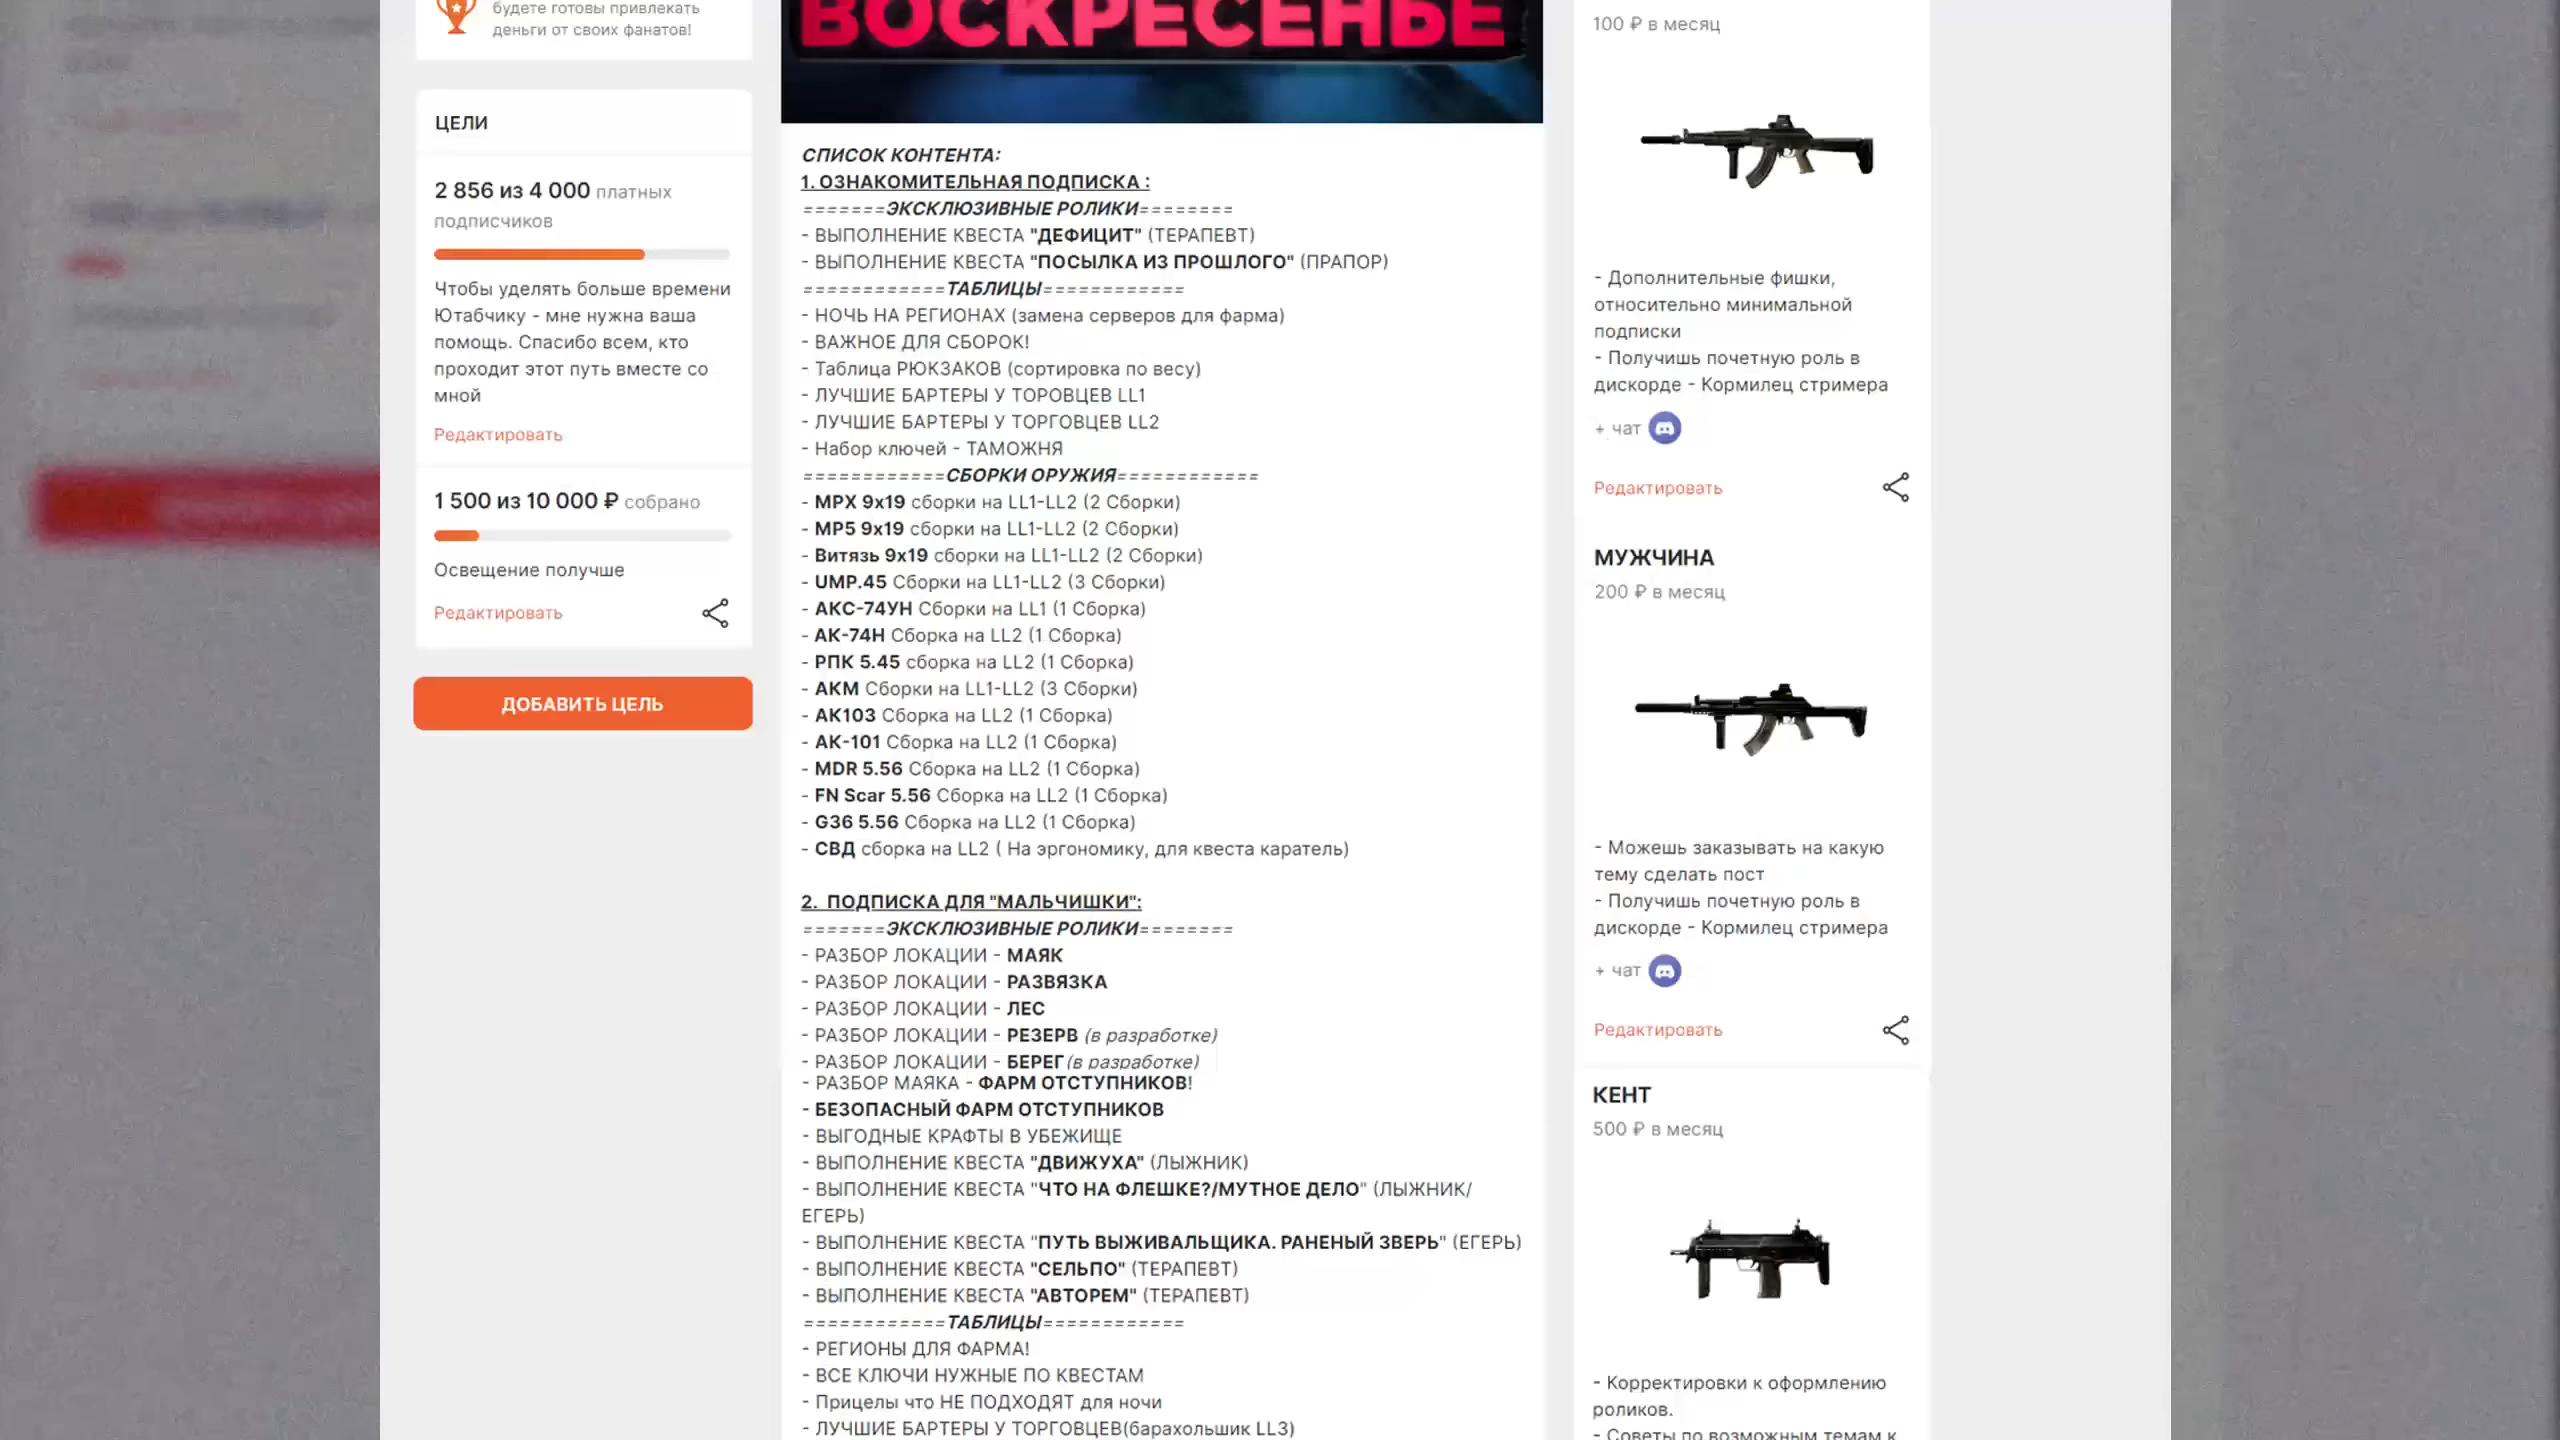 будете готовы привлекать
деньги от своих фанатов!
ЦЕЛИ
2 856 из 4 000 платных
подписчиков
Чтобы уделять больше времени
Ютабчику - мне нужна ваша
помощь. Спасибо всем, кто
проходит этот путь вместе со
мной
Редактировать
1 500 из 10 000 ₽ собрано
Освещение получше
Редактировать
ДОБАВИТЬ ЦЕЛЬ
ВОСКРЕСЕНЬЕ
СПИСОК КОНТЕНТА:
1. ОЗНАКОМИТЕЛЬНАЯ ПОДПИСКА :
=======ЭКСКЛЮЗИВНЫЕ РОЛИКИ========
- ВЫПОЛНЕНИЕ КВЕСТА "ДЕФИЦИТ" (ТЕРАПЕВТ)
- ВЫПОЛНЕНИЕ КВЕСТА "ПОСЫЛКА ИЗ ПРОШЛОГО" (ПРАПОР)
============ТАБЛИЦЫ============
- НОЧЬ НА РЕГИОНАХ (замена серверов для фарма)
- ВАЖНОЕ ДЛЯ СБОРОК!
- Таблица РЮКЗАКОВ (сортировка по весу)
- ЛУЧШИЕ БАРТЕРЫ У ТОРОВЦЕВ LL1
- ЛУЧШИЕ БАРТЕРЫ У ТОРГОВЦЕВ LL2
- Набор ключей - ТАМОЖНЯ
============СБОРКИ ОРУЖИЯ============
- MPX 9x19 сборки на LL1-LL2 (2 Сборки)
- MP5 9x19 сборки на LL1-LL2 (2 Сборки)
- Витязь 9x19 сборки на LL1-LL2 (2 Сборки)
- UMP.45 Сборки на LL1-LL2 (3 Сборки)
- АКС-74УН Сборки на LL1 (1 Сборка)
- АК-74Н Сборка на LL2 (1 Сборка)
- РПК 5.45 сборка на LL2 (1 Сборка)
- АКМ Сборки на LL1-LL2 (3 Сборки)
- АК103 Сборка на LL2 (1 Сборка)
- АК-101 Сборка на LL2 (1 Сборка)
- MDR 5.56 Сборка на LL2 (1 Сборка)
- FN Scar 5.56 Сборка на LL2 (1 Сборка)
- G36 5.56 Сборка на LL2 (1 Сборка)
- СВД сборка на LL2 ( На эргономику, для квеста каратель)
2. ПОДПИСКА ДЛЯ "МАЛЬЧИШКИ":
=======ЭКСКЛЮЗИВНЫЕ РОЛИКИ========
- РАЗБОР ЛОКАЦИИ - МАЯК
- РАЗБОР ЛОКАЦИИ - РАЗВЯЗКА
- РАЗБОР ЛОКАЦИИ - ЛЕС
- РАЗБОР ЛОКАЦИИ - РЕЗЕРВ (в разработке)
- РАЗБОР ЛОКАЦИИ - БЕРЕГ(в разработке)
- РАЗБОР МАЯКА - ФАРМ ОТСТУПНИКОВ!
- БЕЗОПАСНЫЙ ФАРМ ОТСТУПНИКОВ
- ВЫГОДНЫЕ КРАФТЫ В УБЕЖИЩЕ
- ВЫПОЛНЕНИЕ КВЕСТА "ДВИЖУХА" (ЛЫЖНИК)
- ВЫПОЛНЕНИЕ КВЕСТА "ЧТО НА ФЛЕШКЕ?/МУТНОЕ ДЕЛО" (ЛЫЖНИК/
ЕГЕРЬ)
- ВЫПОЛНЕНИЕ КВЕСТА "ПУТЬ ВЫЖИВАЛЬЩИКА. РАНЕНЫЙ ЗВЕРЬ" (ЕГЕРЬ)
- ВЫПОЛНЕНИЕ КВЕСТА "СЕЛЬПО" (ТЕРАПЕВТ)
- ВЫПОЛНЕНИЕ КВЕСТА "АВТОРЕМ" (ТЕРАПЕВТ)
============ТАБЛИЦЫ============
- РЕГИОНЫ ДЛЯ ФАРМА!
- ВСЕ КЛЮЧИ НУЖНЫЕ ПО КВЕСТАМ
- Прицелы что НЕ ПОДХОДЯТ для ночи
- ЛУЧШИЕ БАРТЕРЫ У ТОРГОВЦЕВ(барахольшик LL3)
100 ₽ в месяц
- Дополнительные фишки,
относительно минимальной
подписки
- Получишь почетную роль в
дискорде - Кормилец стримера
+ чат
Редактировать
МУЖЧИНА
200 ₽ в месяц
- Можешь заказывать на какую
тему сделать пост
- Получишь почетную роль в
дискорде - Кормилец стримера
+ чат
Редактировать
КЕНТ
500 ₽ в месяц
- Корректировки к оформлению
роликов.
- Советы по возможным темам к